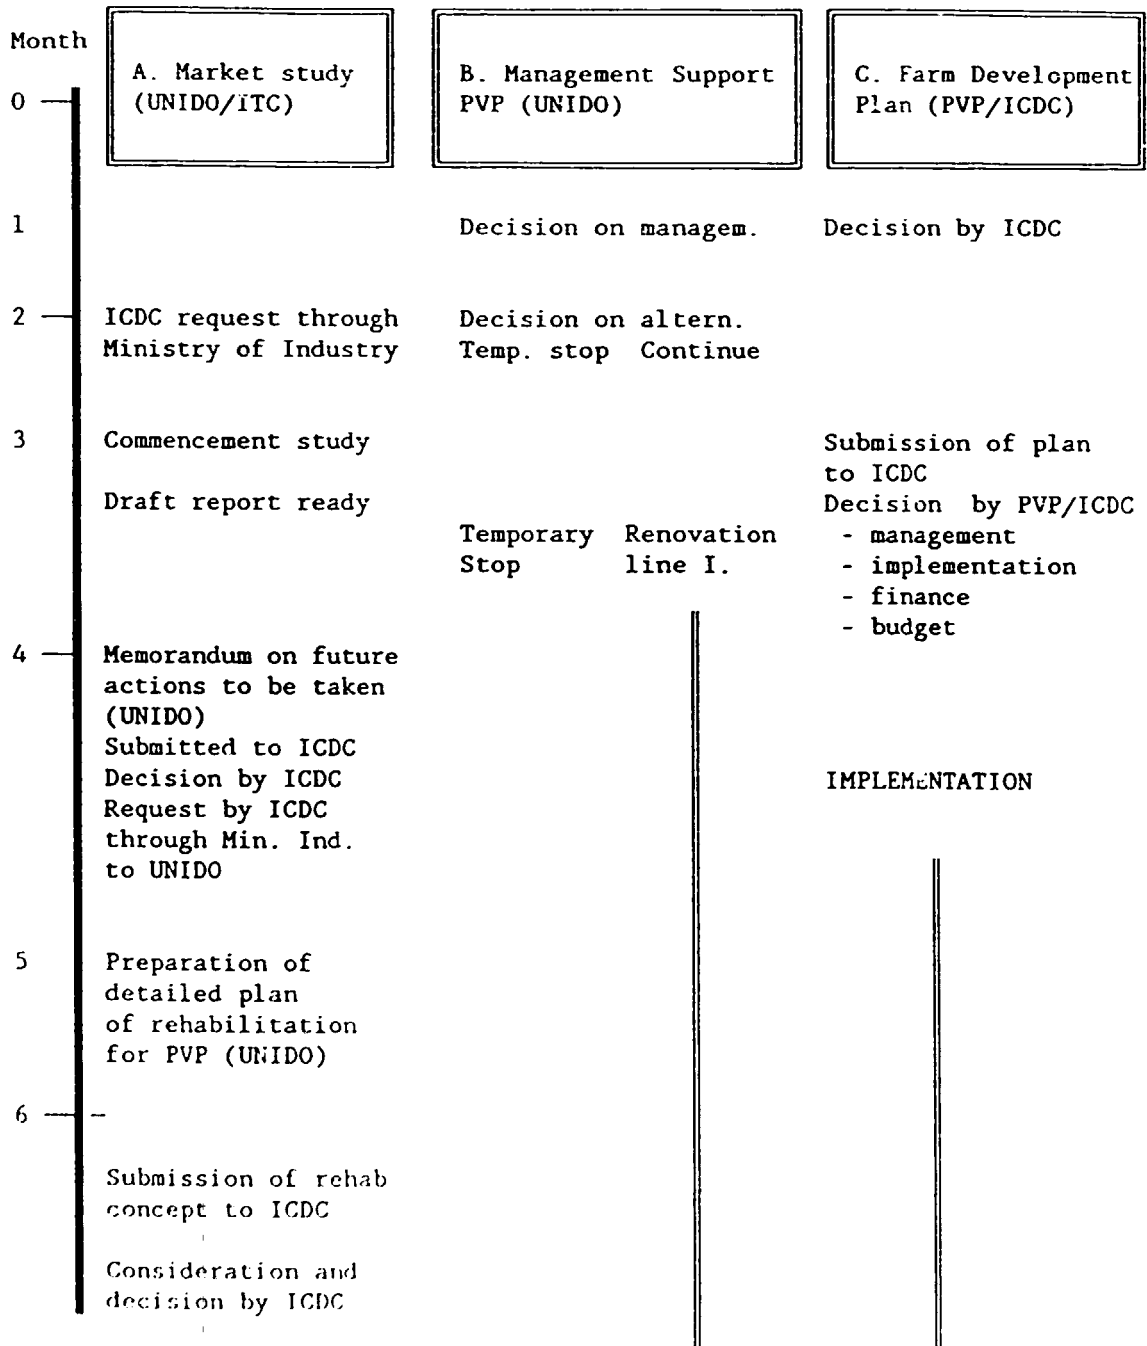 Month
A. Market study
(UNIDO/ITC)
B. Management Support
PVP (UNIDO)
C. Farm Development
Plan (PVP/ICDC)
0
1
Decision on managem.
Decision by ICDC
2
ICDC request through
Ministry of Industry
Decision on altern.
Temp. stop Continue
3
Commencement study
Draft report ready
Temporary Renovation
Stop line I.
Submission of plan
to ICDC
Decision by PVP/ICDC
- management
- implementation
- finance
- budget
4
Memorandum on future
actions to be taken
(UNIDO)
Submitted to ICDC
Decision by ICDC
Request by ICDC
through Min. Ind.
to UNIDO
IMPLEMENTATION
5
Preparation of
detailed plan
of rehabilitation
for PVP (UNIDO)
6
Submission of rehab
concept to ICDC
Consideration and
decision by ICDC